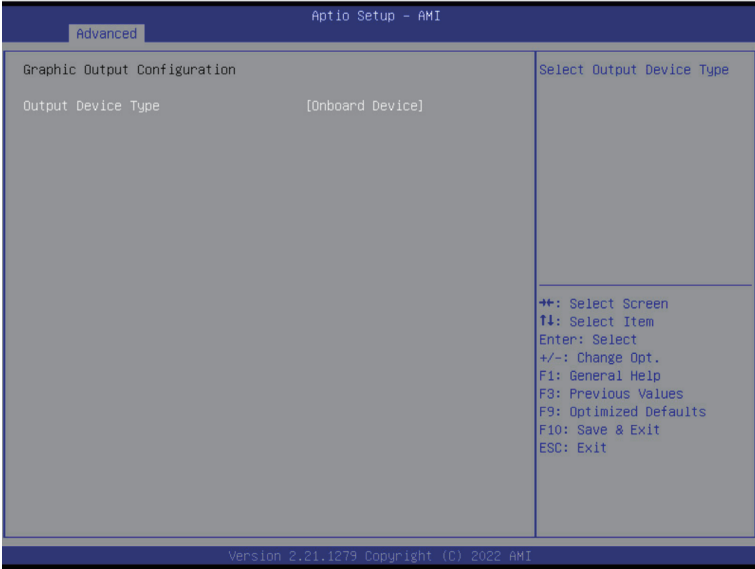 Aptio Setup – AMI
Advanced
Graphic Output Configuration
Output Device Type [Onboard Device]
Select Output Device Type
→←: Select Screen
↑↓: Select Item
Enter: Select
+/-: Change Opt.
F1: General Help
F3: Previous Values
F9: Optimized Defaults
F10: Save & Exit
ESC: Exit
Version 2.21.1279 Copyright (C) 2022 AMI